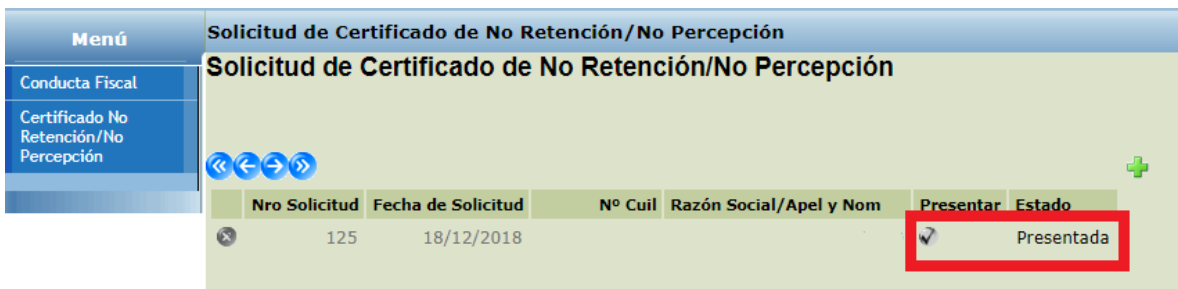 Menú
Conducta Fiscal
Certificado No
Retención/No
Percepción
Solicitud de Certificado de No Retención/No Percepción
Solicitud de Certificado de No Retención/No Percepción
Nro Solicitud Fecha de Solicitud Nº Cuil Razón Social/Apel y Nom Presentar Estado
125 18/12/2018 Presentada